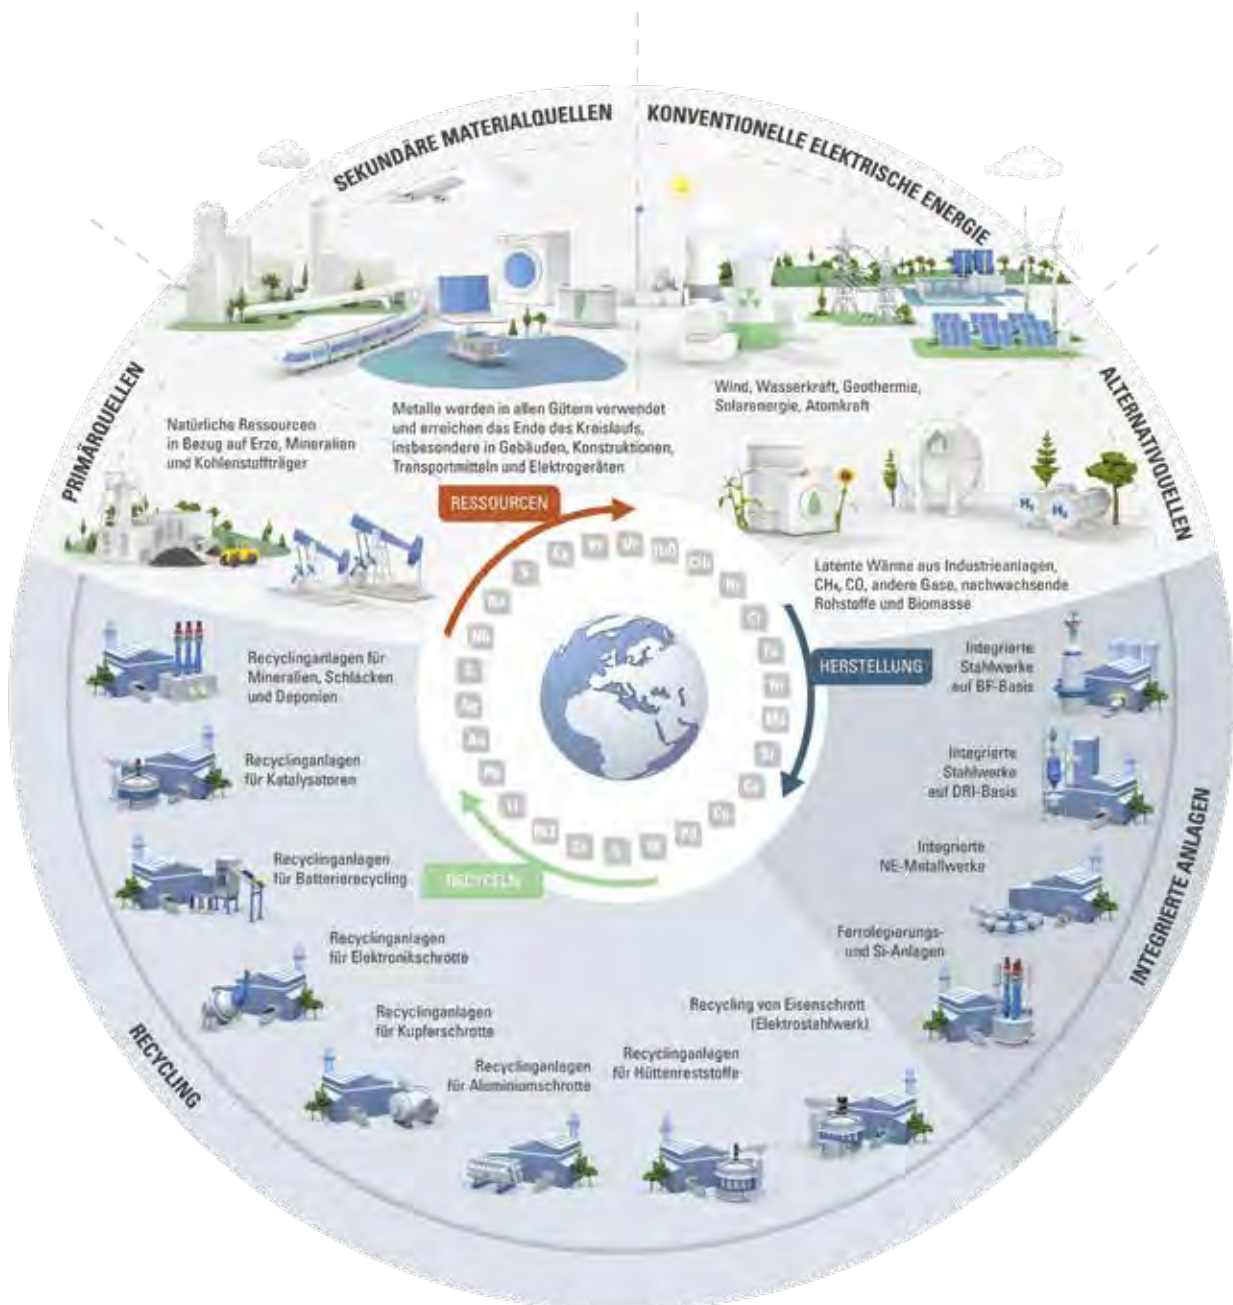 SEKUNDÄRE MATERIALQUELLEN
KONVENTIONELLE ELEKTRISCHE ENERGIE
PRIMÄRQUELLEN
Natürliche Ressourcen
in Bezug auf Erze, Mineralien
und Kohlenstoffträger
Metalle werden in allen Gütern verwendet
und erreichen das Ende des Kreislaufs,
insbesondere in Gebäuden, Konstruktionen,
Transportmitteln und Elektrogeräten
Wind, Wasserkraft, Geothermie,
Solarenergie, Atomkraft
ALTERNATIVQUELLEN
H₂
H₂
Latente Wärme aus Industrieanlagen,
CH₄, CO, andere Gase, nachwachsende
Rohstoffe und Biomasse
RESSOURCEN
HERSTELLUNG
RECYCELN
Integrierte
Stahlwerke
auf BF-Basis
Integrierte
Stahlwerke
auf DRI-Basis
Integrierte
NE-Metallwerke
Ferrolegierungs-
und Si-Anlagen
INTEGRIERTE ANLAGEN
Recyclinganlagen für
Mineralien, Schlacken
und Deponien
Recyclinganlagen
für Katalysatoren
Recyclinganlagen
für Batterierecycling
Recyclinganlagen
für Elektronikschrotte
Recyclinganlagen
für Kupferschrotte
Recyclinganlagen
für Aluminiumschrotte
Recyclinganlagen
für Hüttenreststoffe
Recycling von Eisenschrott
(Elektrostahlwerk)
RECYCLING